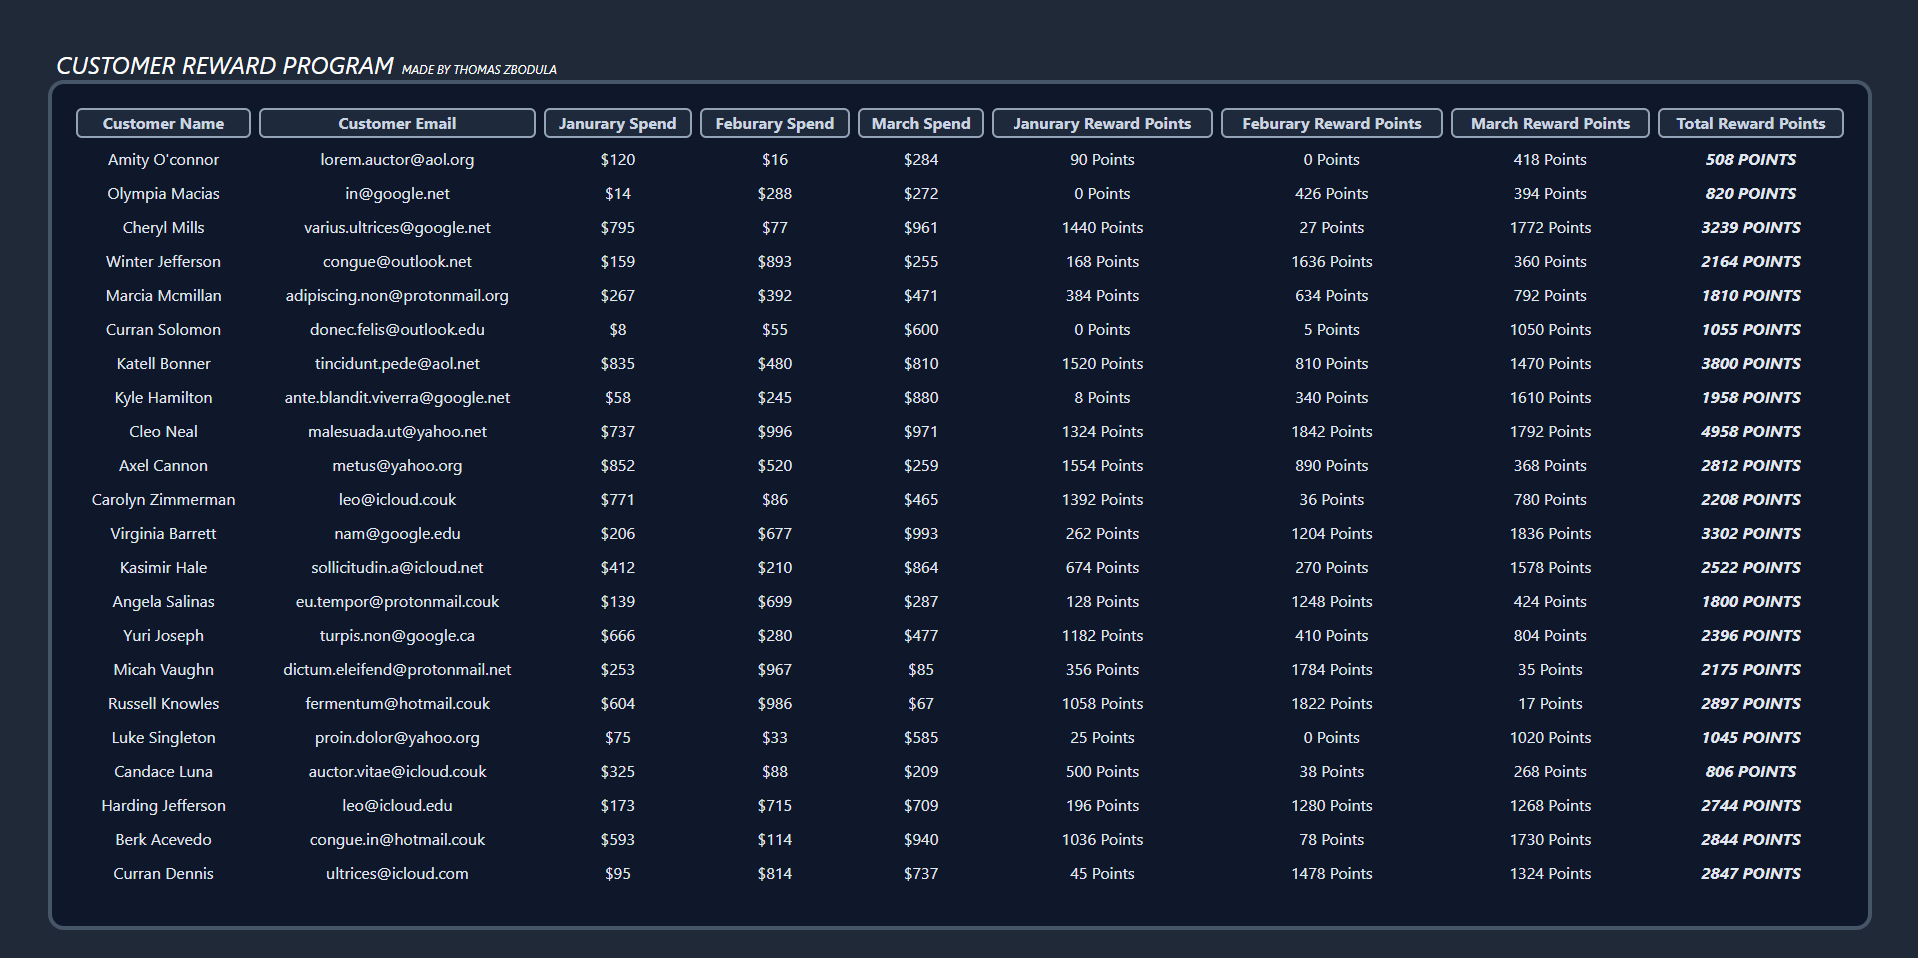 CUSTOMER REWARD PROGRAM MADE BY THOMAS ZBODULA
Customer Name Customer Email Janurary Spend Feburary Spend March Spend Janurary Reward Points Feburary Reward Points March Reward Points Total Reward Points
Amity O'connor lorem.auctor@aol.org $120 $16 $284 90 Points 0 Points 418 Points 508 POINTS
Olympia Macias in@google.net $14 $288 $272 0 Points 426 Points 394 Points 820 POINTS
Cheryl Mills varius.ultrices@google.net $795 $77 $961 1440 Points 27 Points 1772 Points 3239 POINTS
Winter Jefferson congue@outlook.net $159 $893 $255 168 Points 1636 Points 360 Points 2164 POINTS
Marcia Mcmillan adipiscing.non@protonmail.org $267 $392 $471 384 Points 634 Points 792 Points 1810 POINTS
Curran Solomon donec.felis@outlook.edu $8 $55 $600 0 Points 5 Points 1050 Points 1055 POINTS
Katell Bonner tincidunt.pede@aol.net $835 $480 $810 1520 Points 810 Points 1470 Points 3800 POINTS
Kyle Hamilton ante.blandit.viverra@google.net $58 $245 $880 8 Points 340 Points 1610 Points 1958 POINTS
Cleo Neal malesuada.ut@yahoo.net $737 $996 $971 1324 Points 1842 Points 1792 Points 4958 POINTS
Axel Cannon metus@yahoo.org $852 $520 $259 1554 Points 890 Points 368 Points 2812 POINTS
Carolyn Zimmerman leo@icloud.couk $771 $86 $465 1392 Points 36 Points 780 Points 2208 POINTS
Virginia Barrett nam@google.edu $206 $677 $993 262 Points 1204 Points 1836 Points 3302 POINTS
Kasimir Hale sollicitudin.a@icloud.net $412 $210 $864 674 Points 270 Points 1578 Points 2522 POINTS
Angela Salinas eu.tempor@protonmail.couk $139 $699 $287 128 Points 1248 Points 424 Points 1800 POINTS
Yuri Joseph turpis.non@google.ca $666 $280 $477 1182 Points 410 Points 804 Points 2396 POINTS
Micah Vaughn dictum.eleifend@protonmail.net $253 $967 $85 356 Points 1784 Points 35 Points 2175 POINTS
Russell Knowles fermentum@hotmail.couk $604 $986 $67 1058 Points 1822 Points 17 Points 2897 POINTS
Luke Singleton proin.dolor@yahoo.org $75 $33 $585 25 Points 0 Points 1020 Points 1045 POINTS
Candace Luna auctor.vitae@icloud.couk $325 $88 $209 500 Points 38 Points 268 Points 806 POINTS
Harding Jefferson leo@icloud.edu $173 $715 $709 196 Points 1280 Points 1268 Points 2744 POINTS
Berk Acevedo congue.in@hotmail.couk $593 $114 $940 1036 Points 78 Points 1730 Points 2844 POINTS
Curran Dennis ultrices@icloud.com $95 $814 $737 45 Points 1478 Points 1324 Points 2847 POINTS